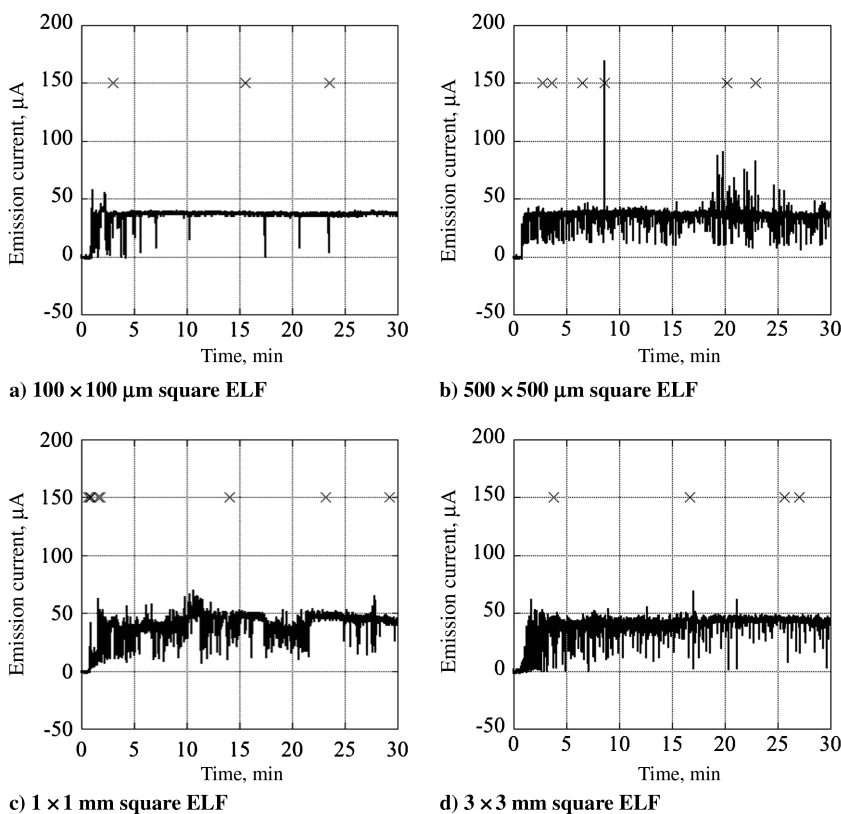 200
150
100
50
0
-50
Emission current, μA
0 5 10 15 20 25 30
Time, min
a) 100 × 100 μm square ELF
200
150
100
50
0
-50
Emission current, μA
0 5 10 15 20 25 30
Time, min
b) 500 × 500 μm square ELF
200
150
100
50
0
-50
Emission current, μA
0 5 10 15 20 25 30
Time, min
c) 1 × 1 mm square ELF
200
150
100
50
0
-50
Emission current, μA
0 5 10 15 20 25 30
Time, min
d) 3 × 3 mm square ELF